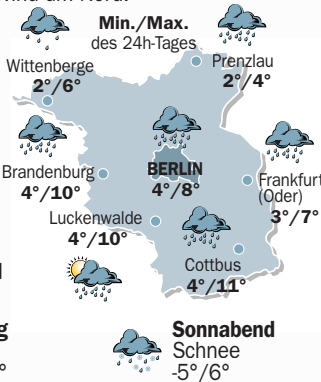 Min./Max.
des 24h-Tages
Wittenberge
2°/6°
Prenzlau
2°/4°
Brandenburg
4°/10°
BERLIN
4°/8°
Frankfurt
(Oder)
3°/7°
Luckenwalde
4°/10°
Cottbus
4°/11°
Sonnabend
Schnee
-5°/6°